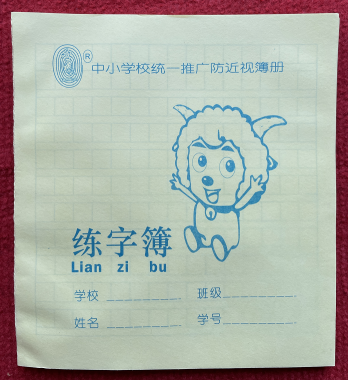 ® 中小学校统一推广防近视簿册
练字簿
Lian zi bu
学校 班级
姓名 学号